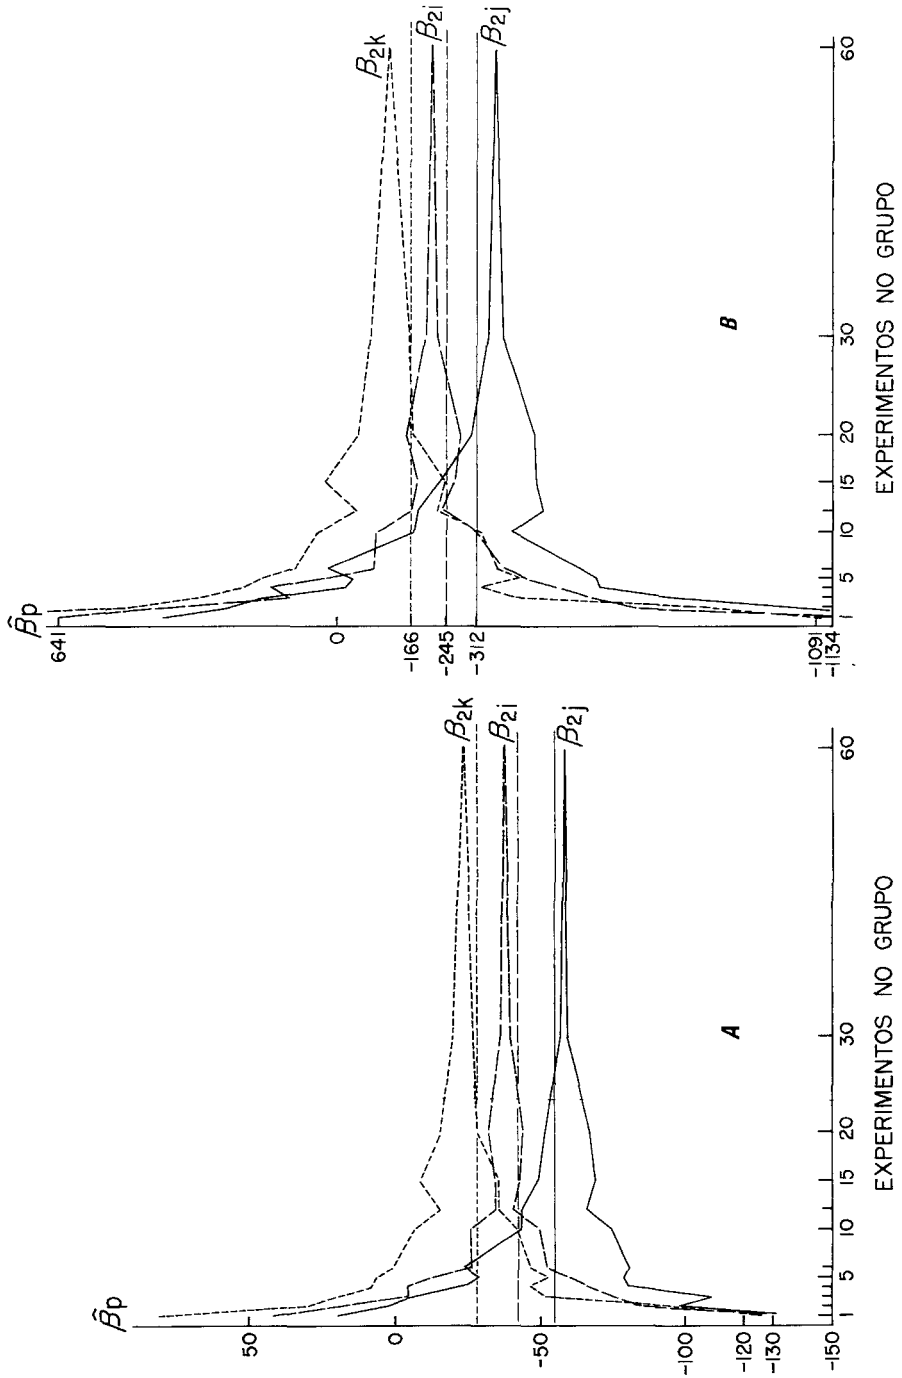 β̂p
50
0
-50
-100
-120
-130
-150
1
5
10
15
20
30
60
β2k
β2i
β2j
A
EXPERIMENTOS NO GRUPO
β̂p
641
0
-166
-245
-312
-1091
-1134
1
5
10
15
20
30
60
β2k
β2i
β2j
B
EXPERIMENTOS NO GRUPO